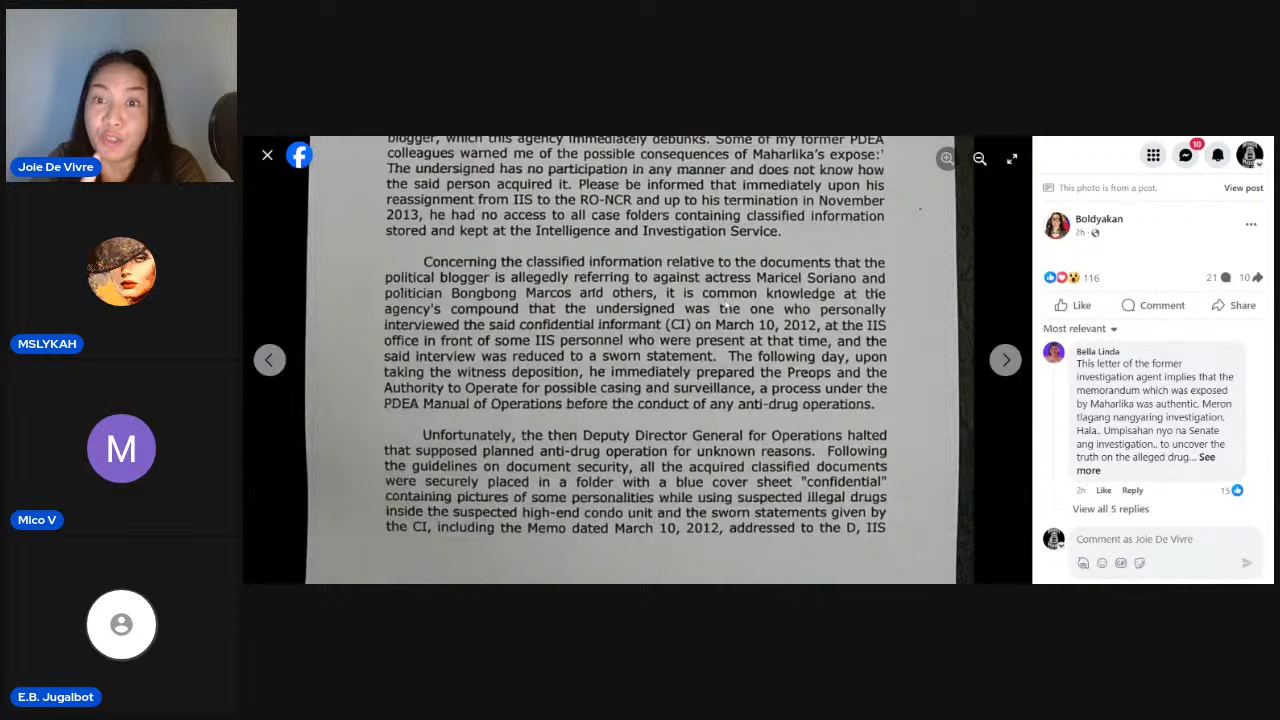 Joie De Vivre
MSLYKAH
M
Mico V
E.B. Jugalbot
blogger, which this agency immediately debunks. Some of my former PDEA
colleagues warned me of the possible consequences of Maharlika's expose:'
The undersigned has no participation in any manner and does not know how
the said person acquired it. Please be informed that immediately upon his
reassignment from IIS to the RO-NCR and up to his termination in November
2013, he had no access to all case folders containing classified information
stored and kept at the Intelligence and Investigation Service.
Concerning the classified information relative to the documents that the
political blogger is allegedly referring to against actress Maricel Soriano and
politician Bongbong Marcos and others, it is common knowledge at the
agency's compound that the undersigned was the one who personally
interviewed the said confidential informant (CI) on March 10, 2012, at the IIS
office in front of some IIS personnel who were present at that time, and the
said interview was reduced to a sworn statement. The following day, upon
taking the witness deposition, he immediately prepared the Preops and the
Authority to Operate for possible casing and surveillance, a process under the
PDEA Manual of Operations before the conduct of any anti-drug operations.
Unfortunately, the then Deputy Director General for Operations halted
that supposed planned anti-drug operation for unknown reasons. Following
the guidelines on document security, all the acquired classified documents
were securely placed in a folder with a blue cover sheet "confidential"
containing pictures of some personalities while using suspected illegal drugs
inside the suspected high-end condo unit and the sworn statements given by
the CI, including the Memo dated March 10, 2012, addressed to the D, IIS
10
This photo is from a post. View post
Boldyakan
2h
116 21 10
Like Comment Share
Most relevant
Bella Linda
This letter of the former
investigation agent implies that the
memorandum which was exposed
by Maharlika was authentic. Meron
tlagang nangyaring investigation.
Hala.. Umpisahan nyo na Senate
ang investigation.. to uncover the
truth on the alleged drug... See
more
2h Like Reply 15
View all 5 replies
Comment as Joie De Vivre
GIF